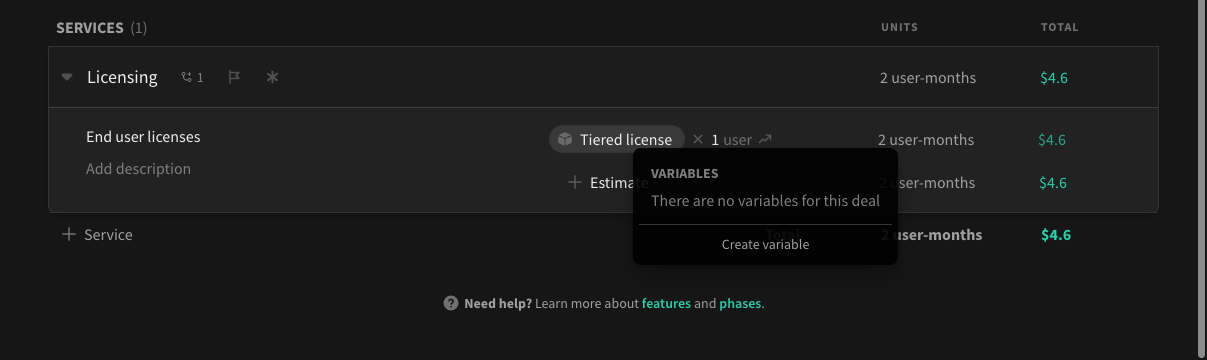 SERVICES (1) UNITS TOTAL
Licensing 1 2 user-months $4.6
End user licenses Tiered license × 1 user 2 user-months $4.6
Add description
VARIABLES
+ Estimate 2 user-months $4.6
There are no variables for this deal
+ Service Total 2 user-months $4.6
Create variable
? Need help? Learn more about features and phases.